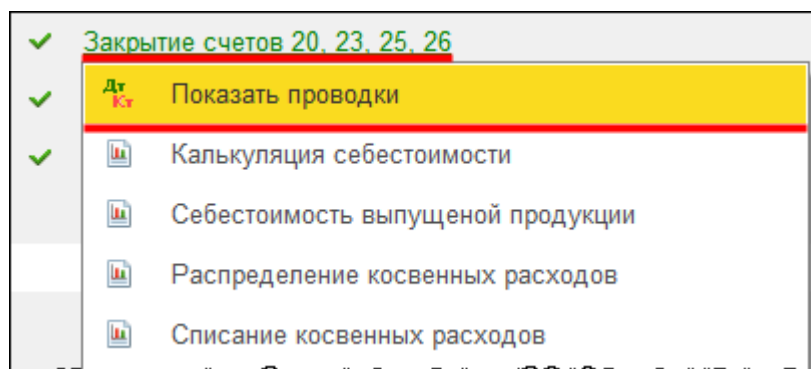 Закрытие счетов 20, 23, 25, 26
Дт Кт Показать проводки
Калькуляция себестоимости
Себестоимость выпущеной продукции
Распределение косвенных расходов
Списание косвенных расходов